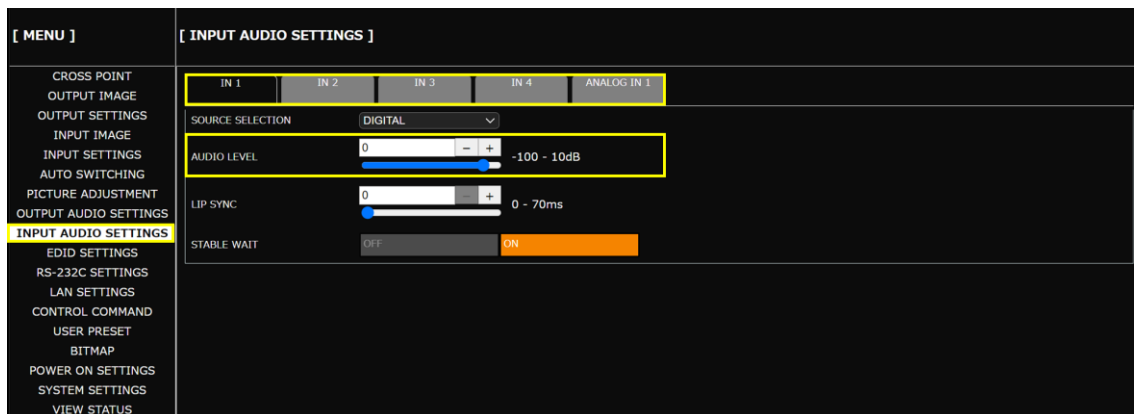 [ MENU ]
[ INPUT AUDIO SETTINGS ]
CROSS POINT
OUTPUT IMAGE
OUTPUT SETTINGS
INPUT IMAGE
INPUT SETTINGS
AUTO SWITCHING
PICTURE ADJUSTMENT
OUTPUT AUDIO SETTINGS
INPUT AUDIO SETTINGS
EDID SETTINGS
RS-232C SETTINGS
LAN SETTINGS
CONTROL COMMAND
USER PRESET
BITMAP
POWER ON SETTINGS
SYSTEM SETTINGS
VIEW STATUS
IN 1 IN 2 IN 3 IN 4 ANALOG IN 1
SOURCE SELECTION DIGITAL
AUDIO LEVEL 0 - + -100 - 10dB
LIP SYNC 0 - + 0 - 70ms
STABLE WAIT OFF ON